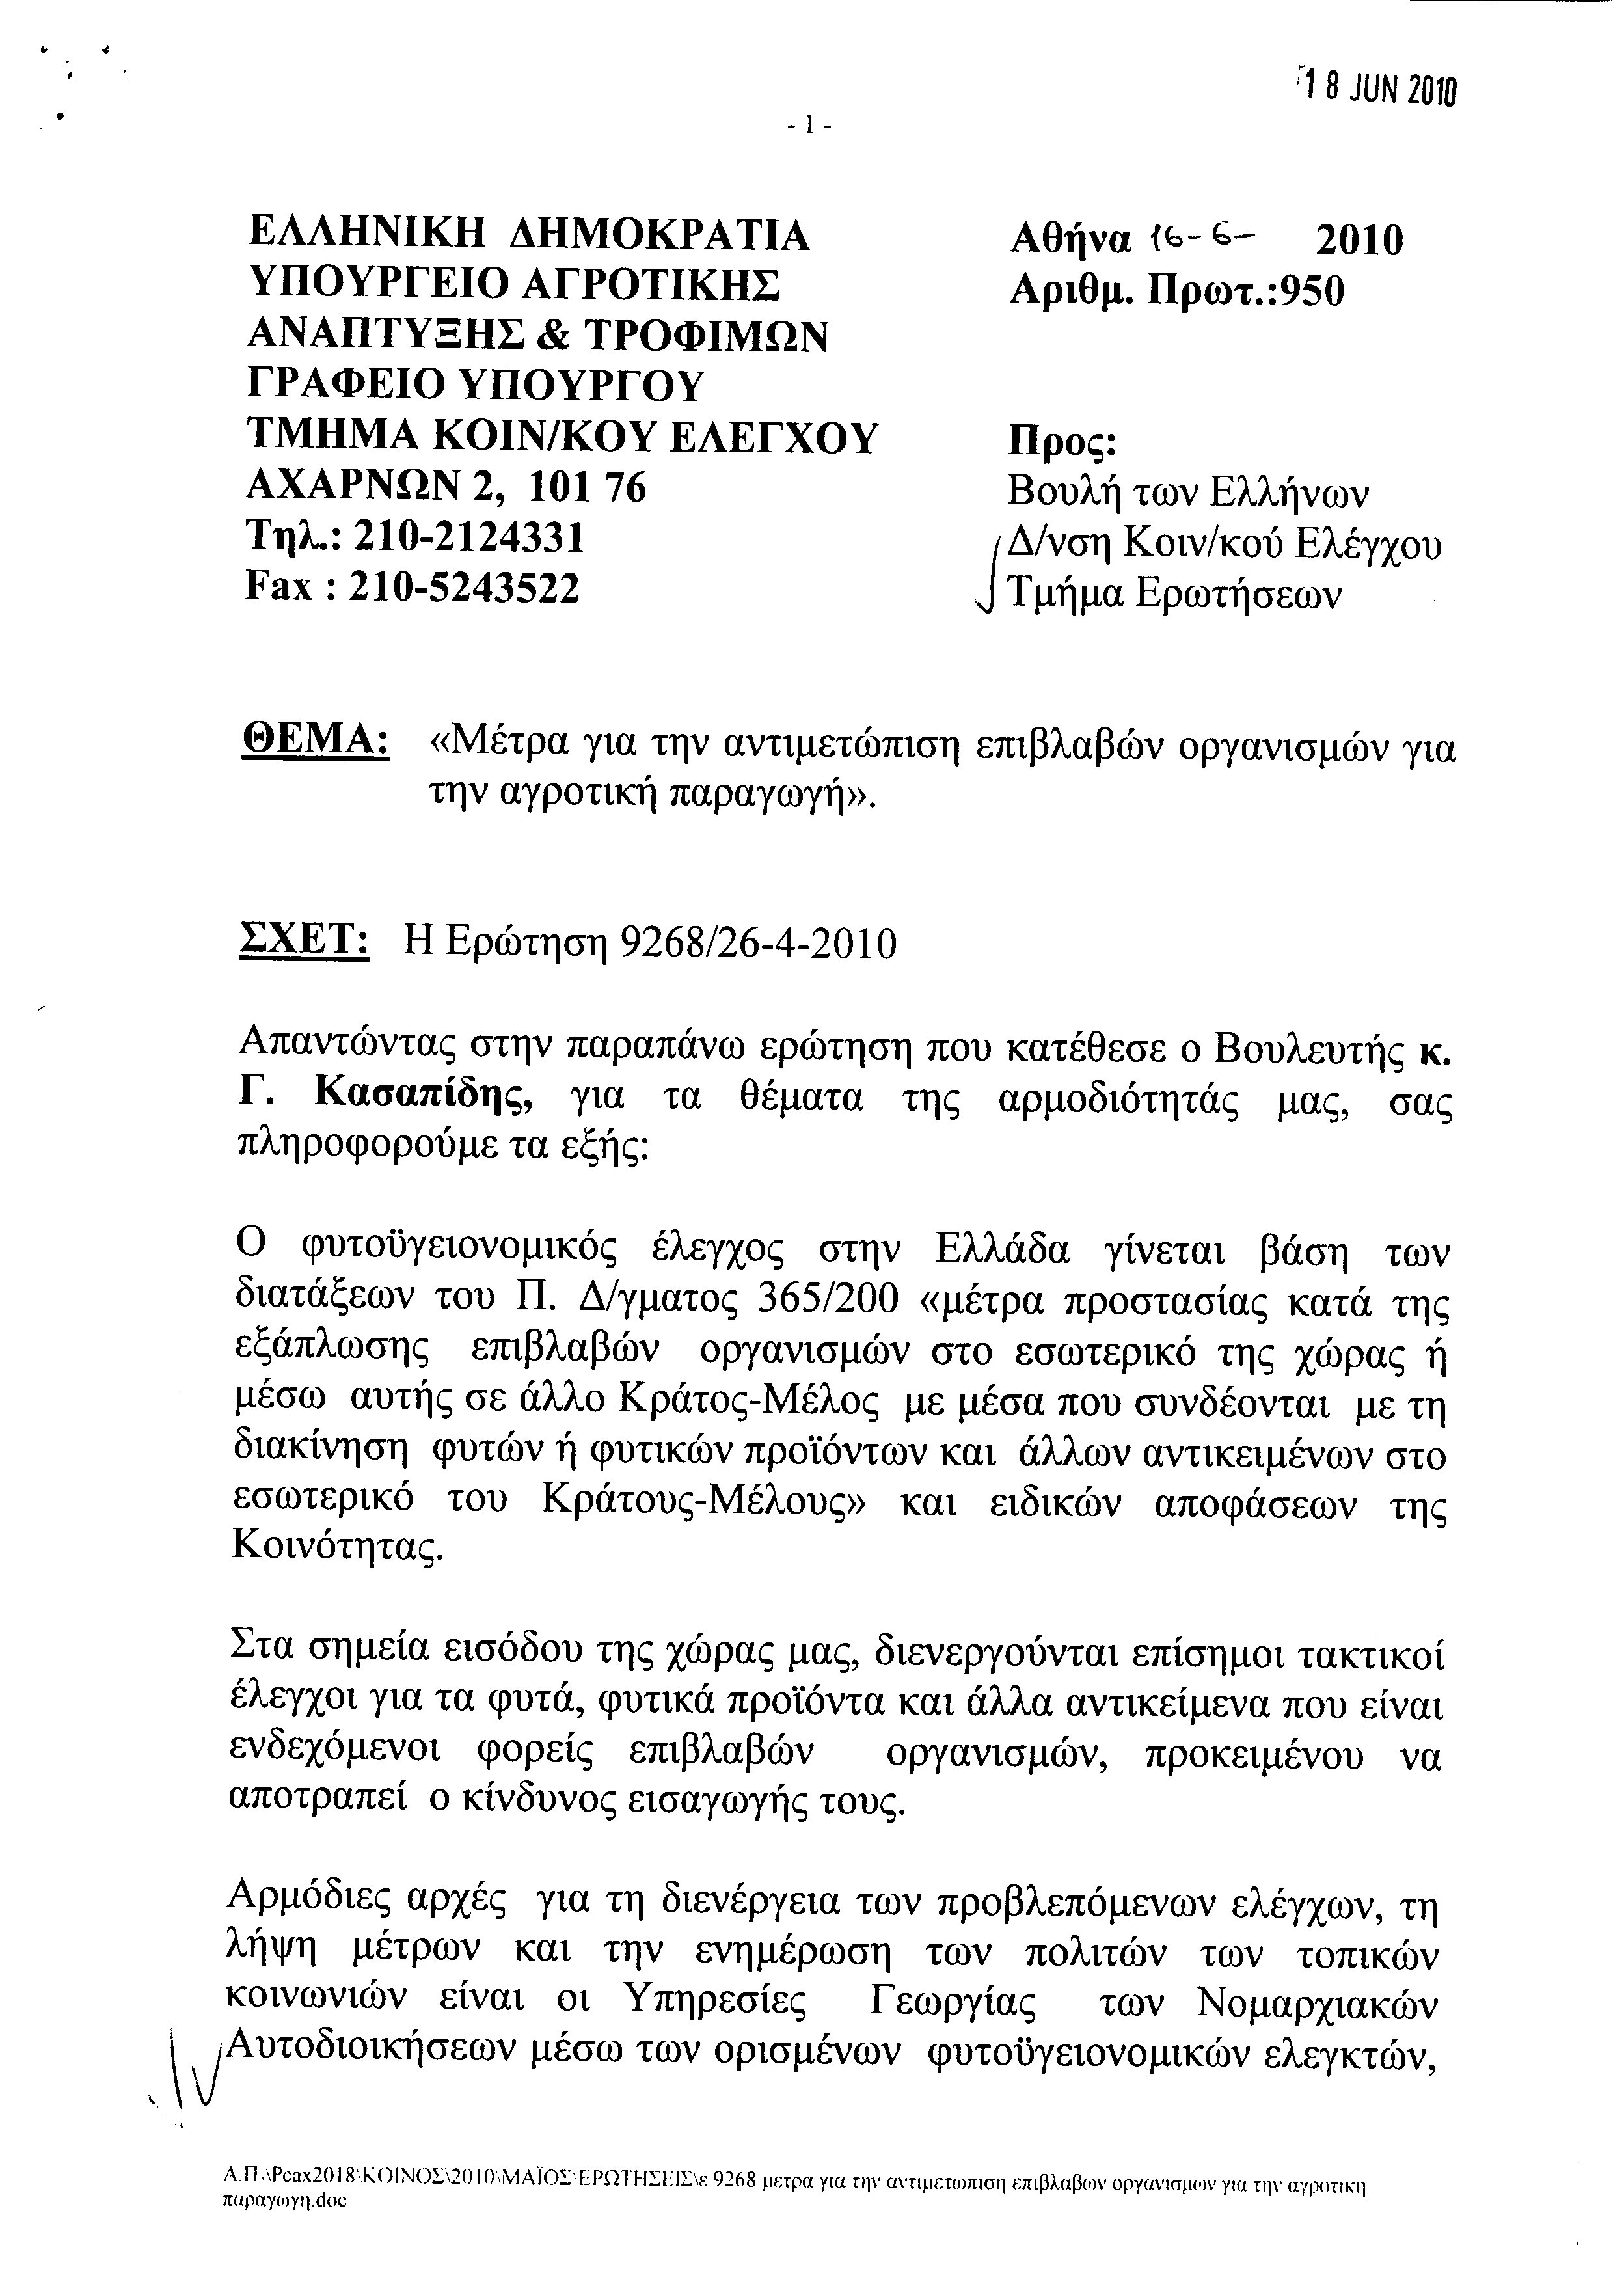 18 JUN 2010
- 1 -
ΕΛΛΗΝΙΚΗ ΔΗΜΟΚΡΑΤΙΑ
ΥΠΟΥΡΓΕΙΟ ΑΓΡΟΤΙΚΗΣ
ΑΝΑΠΤΥΞΗΣ & ΤΡΟΦΙΜΩΝ
ΓΡΑΦΕΙΟ ΥΠΟΥΡΓΟΥ
ΤΜΗΜΑ ΚΟΙΝ/ΚΟΥ ΕΛΕΓΧΟΥ
ΑΧΑΡΝΩΝ 2, 101 76
Τηλ.: 210-2124331
Fax : 210-5243522
Αθήνα 16-6- 2010
Αριθμ. Πρωτ.:950
Προς:
Βουλή των Ελλήνων
Δ/νση Κοιν/κού Ελέγχου
Τμήμα Ερωτήσεων
ΘΕΜΑ: «Μέτρα για την αντιμετώπιση επιβλαβών οργανισμών για
την αγροτική παραγωγή».
ΣΧΕΤ: Η Ερώτηση 9268/26-4-2010
Απαντώντας στην παραπάνω ερώτηση που κατέθεσε ο Βουλευτής κ.
Γ. Κασαπίδης, για τα θέματα της αρμοδιότητάς μας, σας
πληροφορούμε τα εξής:
Ο φυτοϋγειονομικός έλεγχος στην Ελλάδα γίνεται βάση των
διατάξεων του Π. Δ/γματος 365/200 «μέτρα προστασίας κατά της
εξάπλωσης επιβλαβών οργανισμών στο εσωτερικό της χώρας ή
μέσω αυτής σε άλλο Κράτος-Μέλος με μέσα που συνδέονται με τη
διακίνηση φυτών ή φυτικών προϊόντων και άλλων αντικειμένων στο
εσωτερικό του Κράτους-Μέλους» και ειδικών αποφάσεων της
Κοινότητας.
Στα σημεία εισόδου της χώρας μας, διενεργούνται επίσημοι τακτικοί
έλεγχοι για τα φυτά, φυτικά προϊόντα και άλλα αντικείμενα που είναι
ενδεχόμενοι φορείς επιβλαβών οργανισμών, προκειμένου να
αποτραπεί ο κίνδυνος εισαγωγής τους.
Αρμόδιες αρχές για τη διενέργεια των προβλεπόμενων ελέγχων, τη
λήψη μέτρων και την ενημέρωση των πολιτών των τοπικών
κοινωνιών είναι οι Υπηρεσίες Γεωργίας των Νομαρχιακών
Αυτοδιοικήσεων μέσω των ορισμένων φυτοϋγειονομικών ελεγκτών,
Α.Π.\Pcax2018\ΚΟΙΝΟΣ\2010\ΜΑΪΟΣ\ΕΡΩΤΗΣΕΙΣ\ε 9268 μετρα για την αντιμετωπιση επιβλαβων οργανισμων για την αγροτικη
παραγωγη.doc